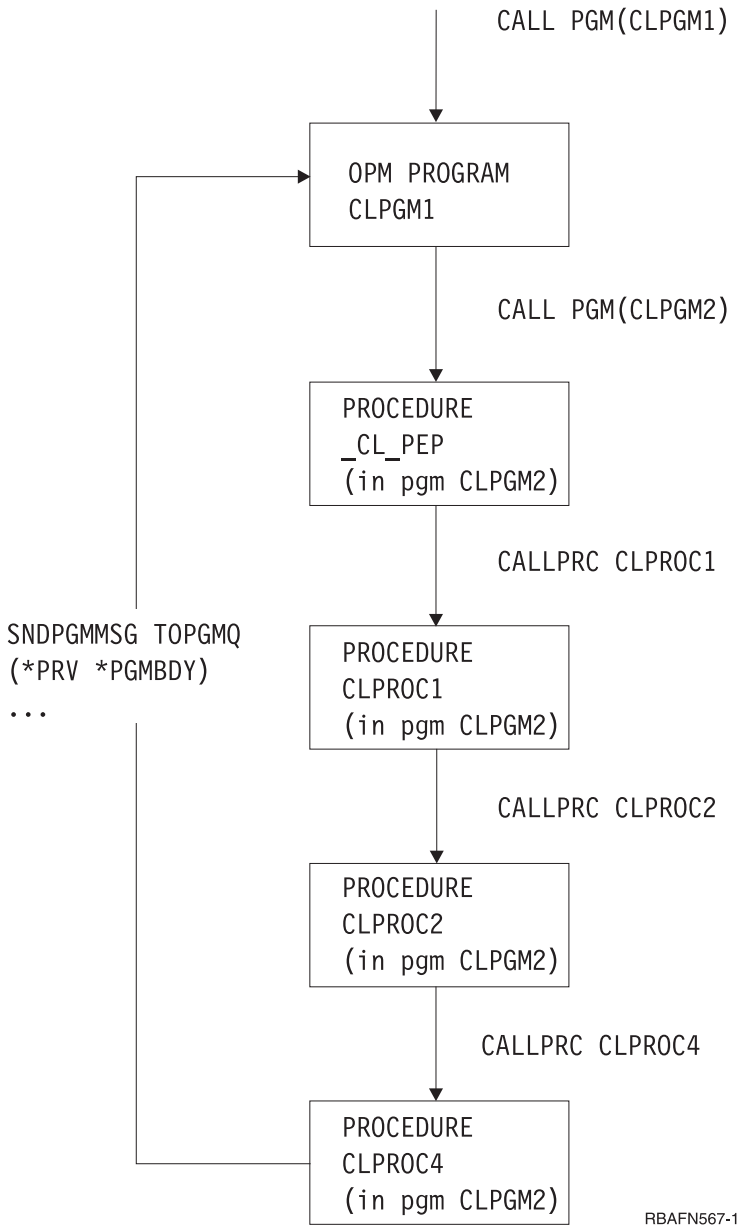 CALL PGM(CLPGM1)
OPM PROGRAM
CLPGM1
CALL PGM(CLPGM2)
PROCEDURE
_CL_PEP
(in pgm CLPGM2)
CALLPRC CLPROC1
SNDPGMMSG TOPGMQ
(*PRV *PGMBDY)
...
PROCEDURE
CLPROC1
(in pgm CLPGM2)
CALLPRC CLPROC2
PROCEDURE
CLPROC2
(in pgm CLPGM2)
CALLPRC CLPROC4
PROCEDURE
CLPROC4
(in pgm CLPGM2)
RBAFN567-1